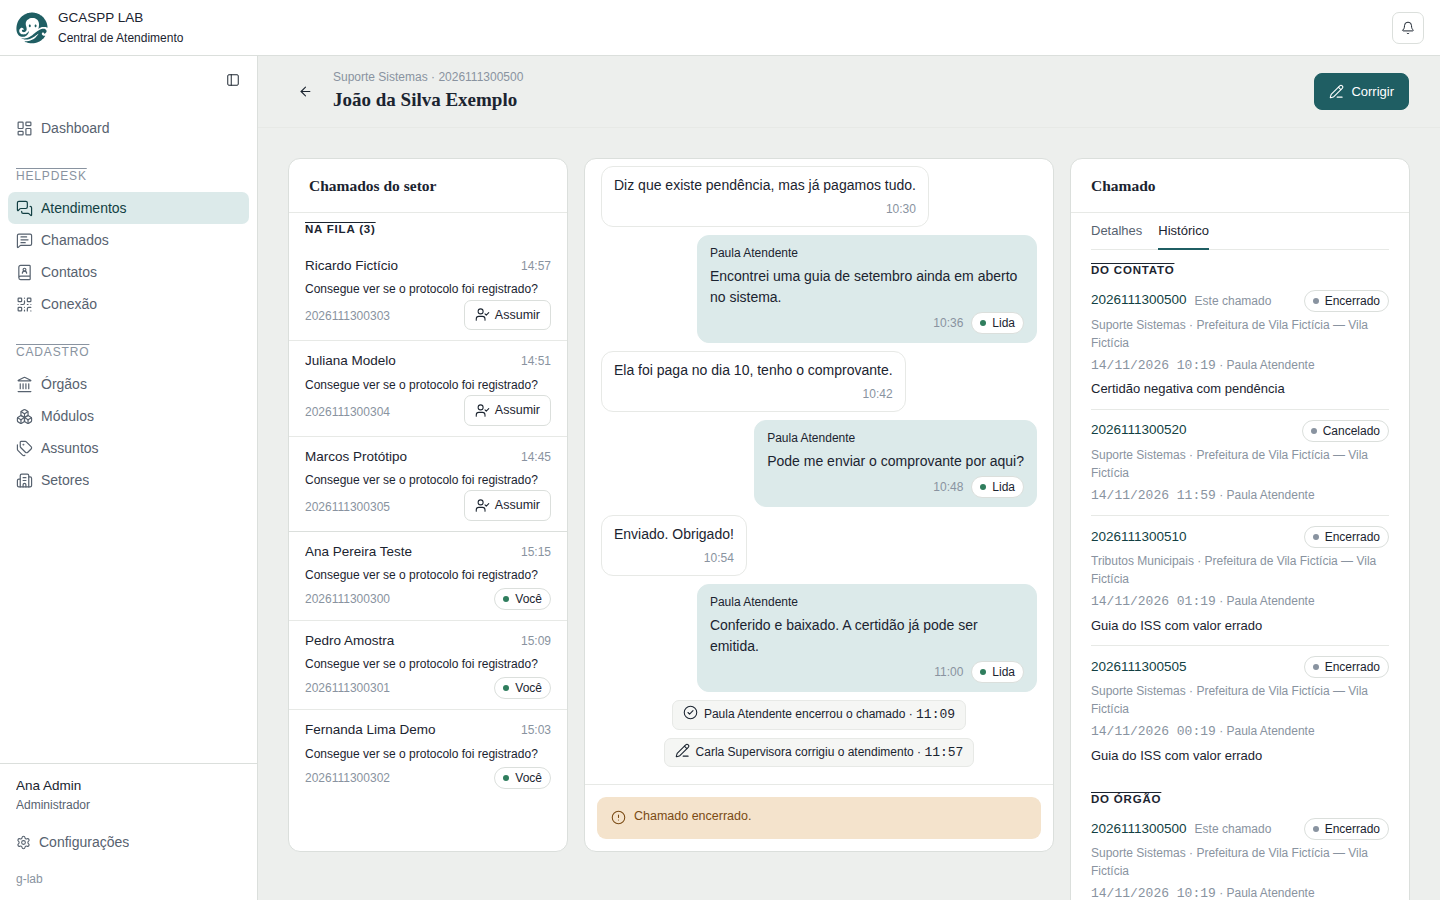 GCASPP LAB
Central de Atendimento
Dashboard
HELPDESK
Atendimentos
Chamados
Contatos
Conexão
CADASTRO
Órgãos
Módulos
Assuntos
Setores
Ana Admin
Administrador
Configurações
g-lab
Suporte Sistemas · 2026111300500
João da Silva Exemplo
Corrigir
Chamados do setor
NA FILA (3)
Ricardo Fictício 14:57
Consegue ver se o protocolo foi registrado?
2026111300303 Assumir
Juliana Modelo 14:51
Consegue ver se o protocolo foi registrado?
2026111300304 Assumir
Marcos Protótipo 14:45
Consegue ver se o protocolo foi registrado?
2026111300305 Assumir
Ana Pereira Teste 15:15
Consegue ver se o protocolo foi registrado?
2026111300300 Você
Pedro Amostra 15:09
Consegue ver se o protocolo foi registrado?
2026111300301 Você
Fernanda Lima Demo 15:03
Consegue ver se o protocolo foi registrado?
2026111300302 Você
Diz que existe pendência, mas já pagamos tudo.
10:30
Paula Atendente
Encontrei uma guia de setembro ainda em aberto
no sistema.
10:36 Lida
Ela foi paga no dia 10, tenho o comprovante.
10:42
Paula Atendente
Pode me enviar o comprovante por aqui?
10:48 Lida
Enviado. Obrigado!
10:54
Paula Atendente
Conferido e baixado. A certidão já pode ser
emitida.
11:00 Lida
Paula Atendente encerrou o chamado · 11:09
Carla Supervisora corrigiu o atendimento · 11:57
Chamado encerrado.
Chamado
Detalhes Histórico
DO CONTATO
2026111300500 Este chamado Encerrado
Suporte Sistemas · Prefeitura de Vila Fictícia — Vila
Fictícia
14/11/2026 10:19 · Paula Atendente
Certidão negativa com pendência
2026111300520 Cancelado
Suporte Sistemas · Prefeitura de Vila Fictícia — Vila
Fictícia
14/11/2026 11:59 · Paula Atendente
2026111300510 Encerrado
Tributos Municipais · Prefeitura de Vila Fictícia — Vila
Fictícia
14/11/2026 01:19 · Paula Atendente
Guia do ISS com valor errado
2026111300505 Encerrado
Suporte Sistemas · Prefeitura de Vila Fictícia — Vila
Fictícia
14/11/2026 00:19 · Paula Atendente
Guia do ISS com valor errado
DO ÓRGÃO
2026111300500 Este chamado Encerrado
Suporte Sistemas · Prefeitura de Vila Fictícia — Vila
Fictícia
14/11/2026 10:19 · Paula Atendente